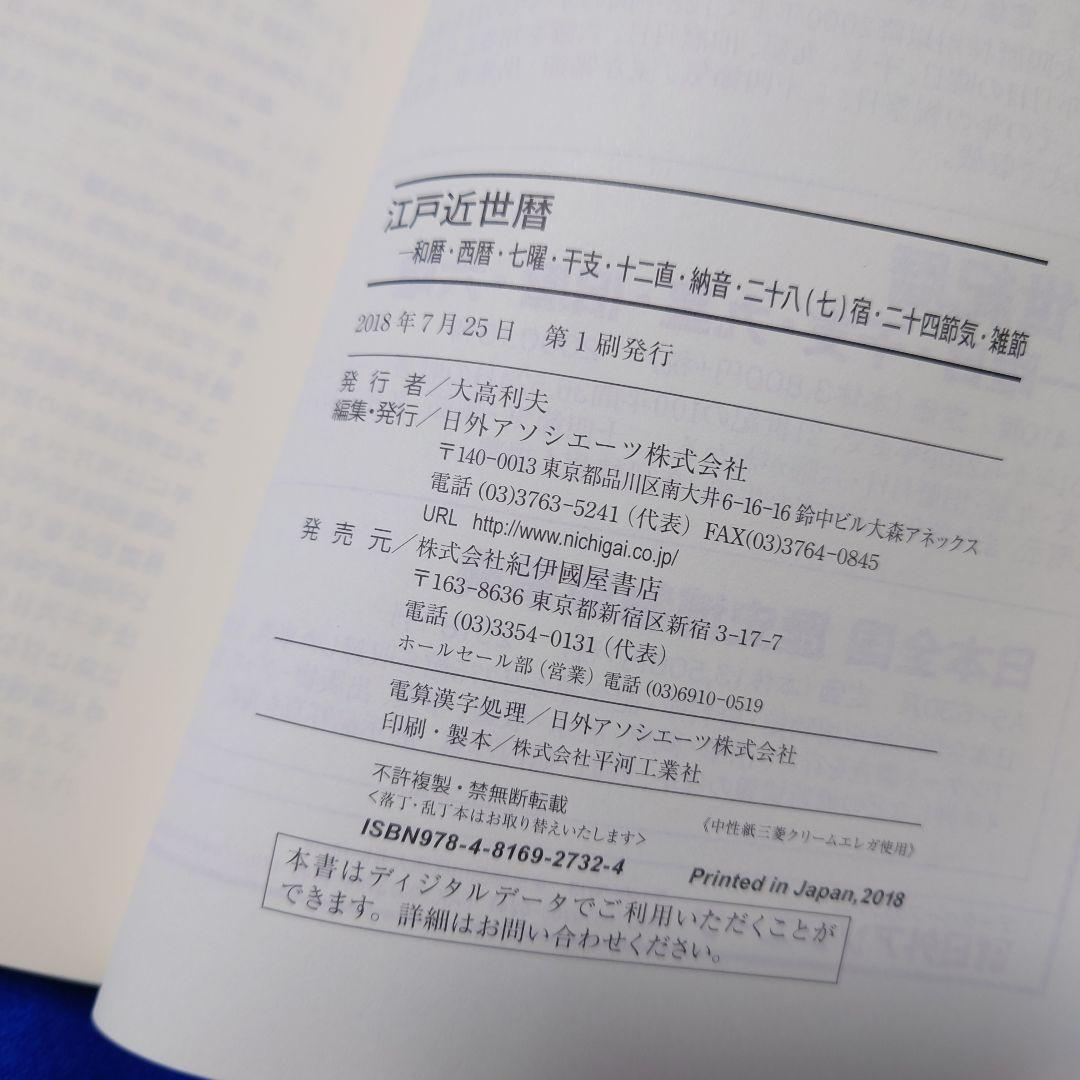 江戸近世暦
―和暦・西暦・七曜・干支・十二直・納音・二十八(七)宿・二十四節気・雑節
2018年7月25日 第1刷発行
発行者／大高利夫
編集・発行／日外アソシエーツ株式会社
〒140-0013 東京都品川区南大井6-16-16 鈴中ビル大森アネックス
電話(03)3763-5241(代表) FAX(03)3764-0845
URL http://www.nichigai.co.jp/
発売元／株式会社紀伊國屋書店
〒163-8636 東京都新宿区新宿3-17-7
電話(03)3354-0131(代表)
ホールセール部(営業) 電話(03)6910-0519
電算漢字処理／日外アソシエーツ株式会社
印刷・製本／株式会社平河工業社
不許複製・禁無断転載 《中性紙三菱クリームエレガ使用》
<落丁・乱丁本はお取り替えいたします>
ISBN978-4-8169-2732-4 Printed in Japan, 2018
本書はディジタルデータでご利用いただくことが
できます。詳細はお問い合わせください。